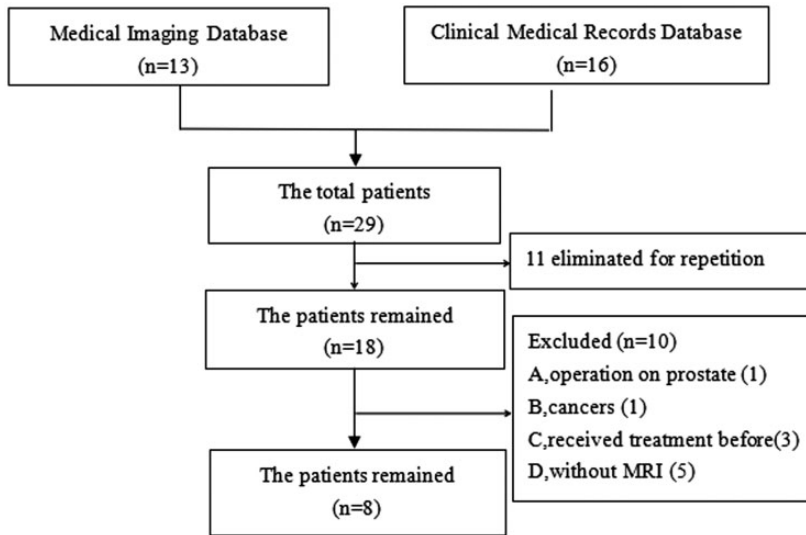 Medical Imaging Database
(n=13)
Clinical Medical Records Database
(n=16)
The total patients
(n=29)
11 eliminated for repetition
The patients remained
(n=18)
Excluded (n=10)
A,operation on prostate (1)
B,cancers (1)
C,received treatment before(3)
D,without MRI (5)
The patients remained
(n=8)